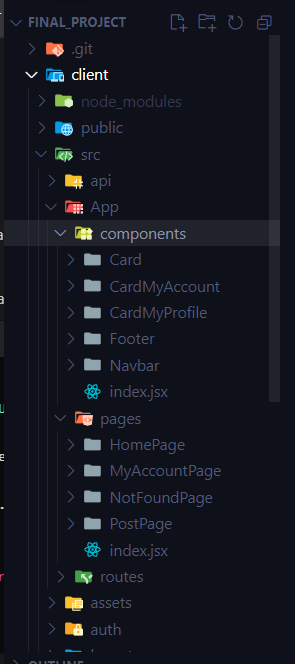 FINAL_PROJECT
.git
client
node_modules
public
src
api
App
components
Card
CardMyAccount
CardMyProfile
Footer
Navbar
index.jsx
pages
HomePage
MyAccountPage
NotFoundPage
PostPage
index.jsx
routes
assets
auth